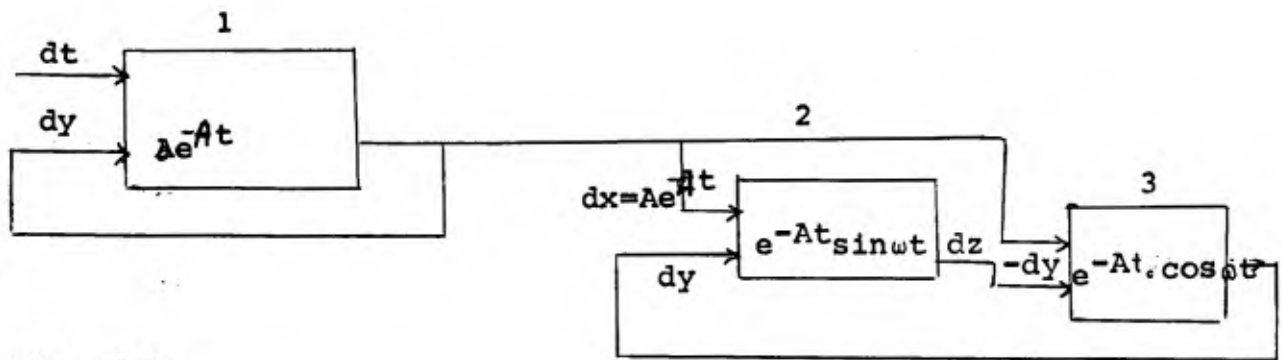 1
dt
dy
Ae^-At
2
dx=Ae^-At
dy
e^-At sinωt
dz
3
-dy
e^-At. cosωt